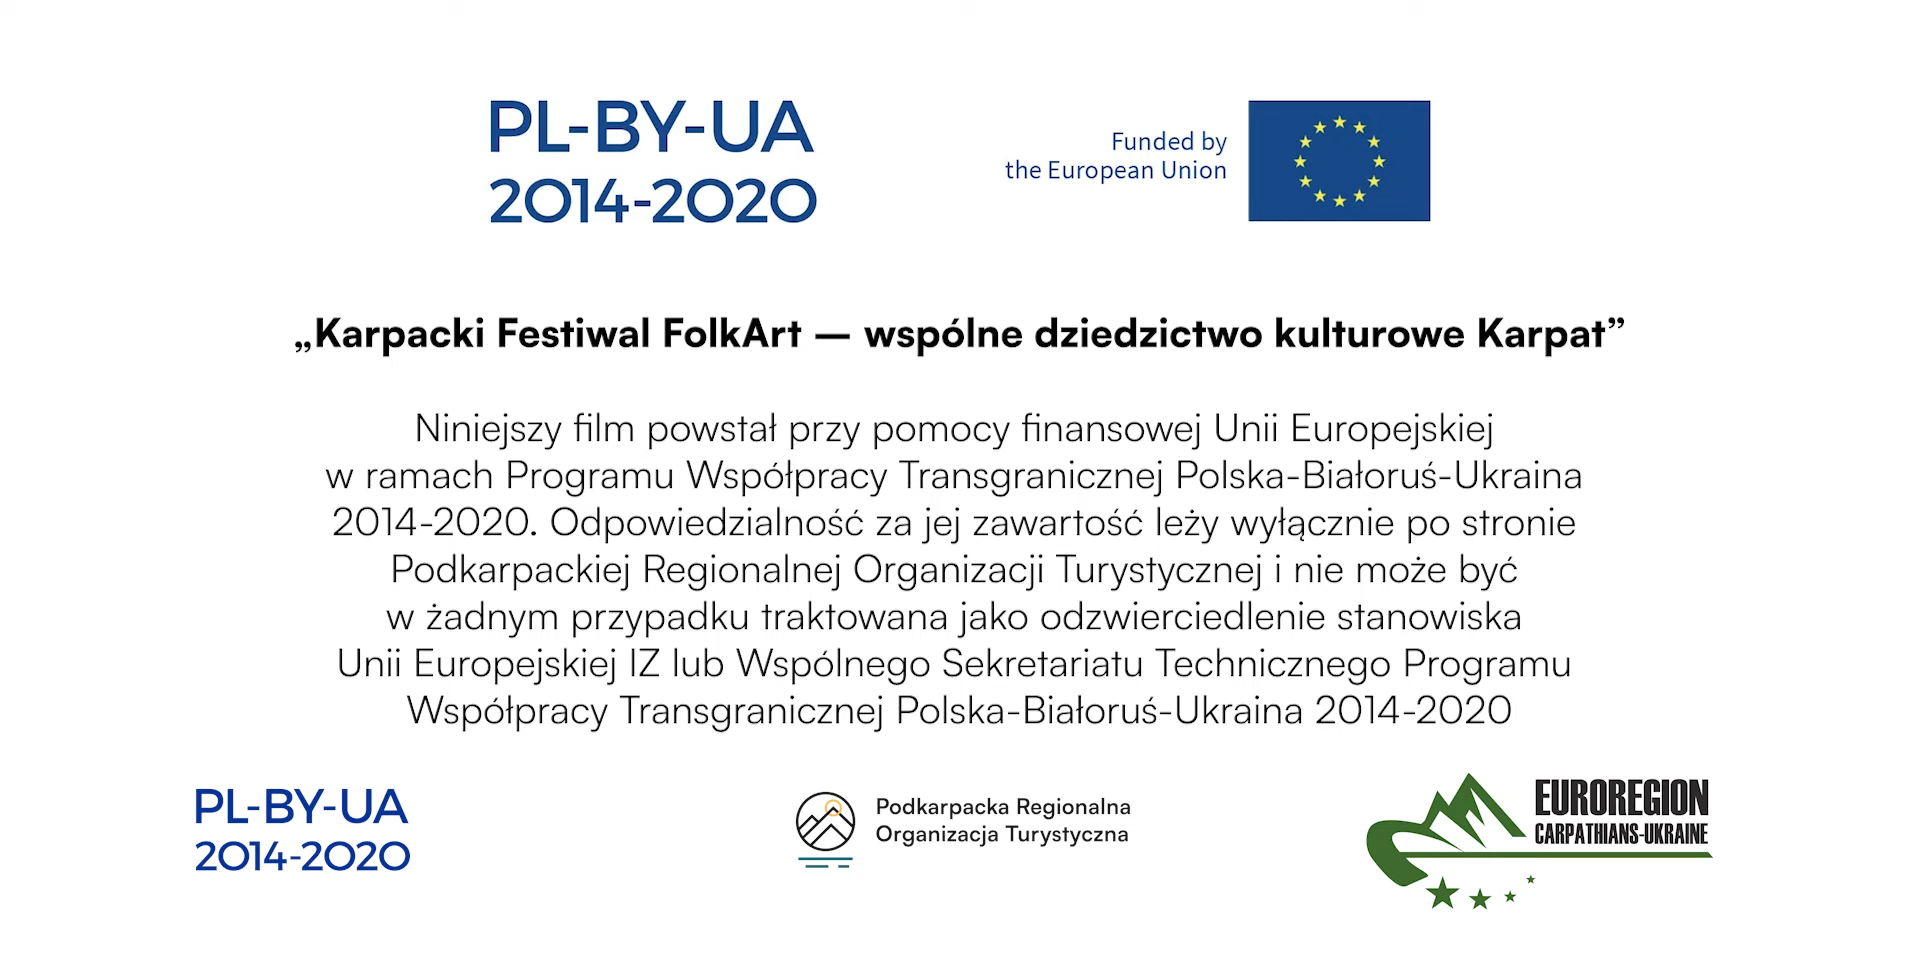 PL-BY-UA
2014-2020
Funded by
the European Union
„Karpacki Festiwal FolkArt — wspólne dziedzictwo kulturowe Karpat”
Niniejszy film powstał przy pomocy finansowej Unii Europejskiej
w ramach Programu Współpracy Transgranicznej Polska-Białoruś-Ukraina
2014-2020. Odpowiedzialność za jej zawartość leży wyłącznie po stronie
Podkarpackiej Regionalnej Organizacji Turystycznej i nie może być
w żadnym przypadku traktowana jako odzwierciedlenie stanowiska
Unii Europejskiej IZ lub Wspólnego Sekretariatu Technicznego Programu
Współpracy Transgranicznej Polska-Białoruś-Ukraina 2014-2020
PL-BY-UA
2014-2020
Podkarpacka Regionalna
Organizacja Turystyczna
EUROREGION
CARPATHIANS-UKRAINE